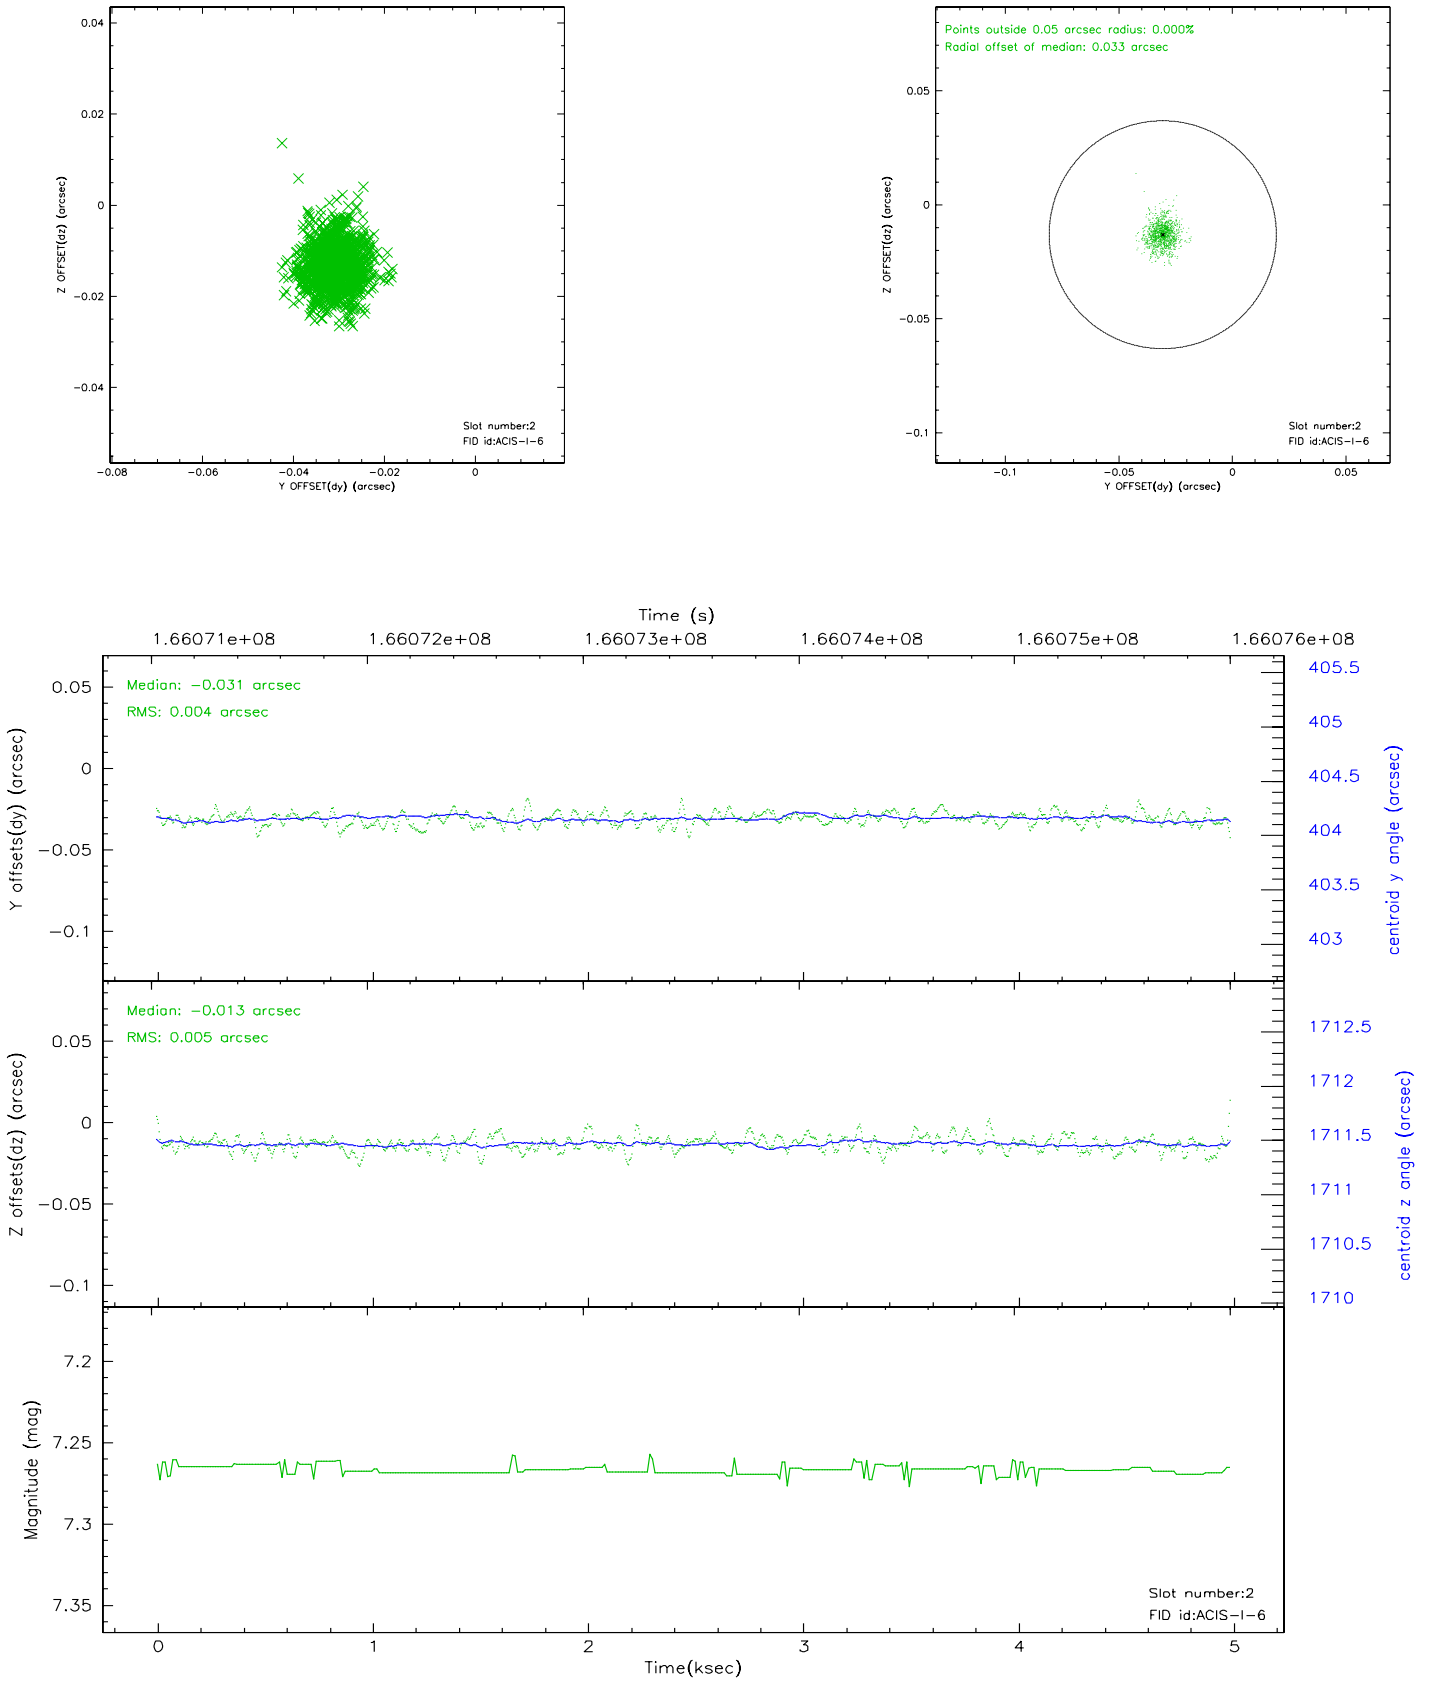 0.04
0.02
0
−0.02
−0.04
Z OFFSET(dz) (arcsec)
Slot number:2
FID id:ACIS−I−6
−0.08 −0.06 −0.04 −0.02 0
Y OFFSET(dy) (arcsec)
Points outside 0.05 arcsec radius: 0.000%
Radial offset of median: 0.033 arcsec
0.05
0
−0.05
−0.1
Z OFFSET(dz) (arcsec)
Slot number:2
FID id:ACIS−I−6
−0.1 −0.05 0 0.05
Y OFFSET(dy) (arcsec)
Time (s)
1.66071e+08 1.66072e+08 1.66073e+08 1.66074e+08 1.66075e+08 1.66076e+08
Median: −0.031 arcsec
RMS: 0.004 arcsec
0.05
0
−0.05
−0.1
Y offsets(dy) (arcsec)
405.5
405
404.5
404
403.5
403
centroid y angle (arcsec)
Median: −0.013 arcsec
RMS: 0.005 arcsec
0.05
0
−0.05
−0.1
Z offsets(dz) (arcsec)
1712.5
1712
1711.5
1711
1710.5
1710
centroid z angle (arcsec)
7.2
7.25
7.3
7.35
Magnitude (mag)
Slot number:2
FID id:ACIS−I−6
0 1 2 3 4 5
Time(ksec)